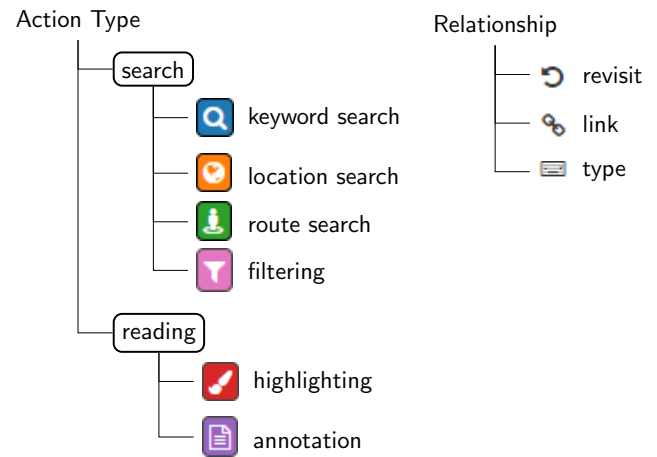 Action Type
search
keyword search
location search
route search
filtering
reading
highlighting
annotation
Relationship
revisit
link
type